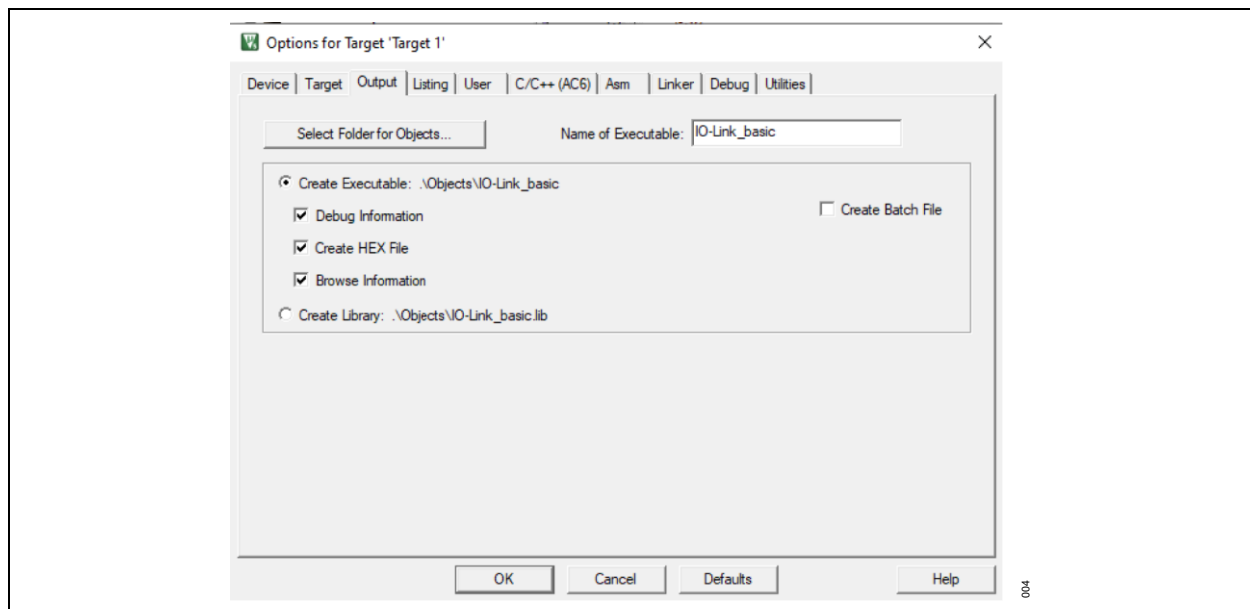 Options for Target 'Target 1'
Device Target Output Listing User C/C++ (AC6) Asm Linker Debug Utilities
Select Folder for Objects... Name of Executable: IO-Link_basic
Create Executable: .\Objects\IO-Link_basic
Debug Information Create Batch File
Create HEX File
Browse Information
Create Library: .\Objects\IO-Link_basic.lib
OK Cancel Defaults Help
004